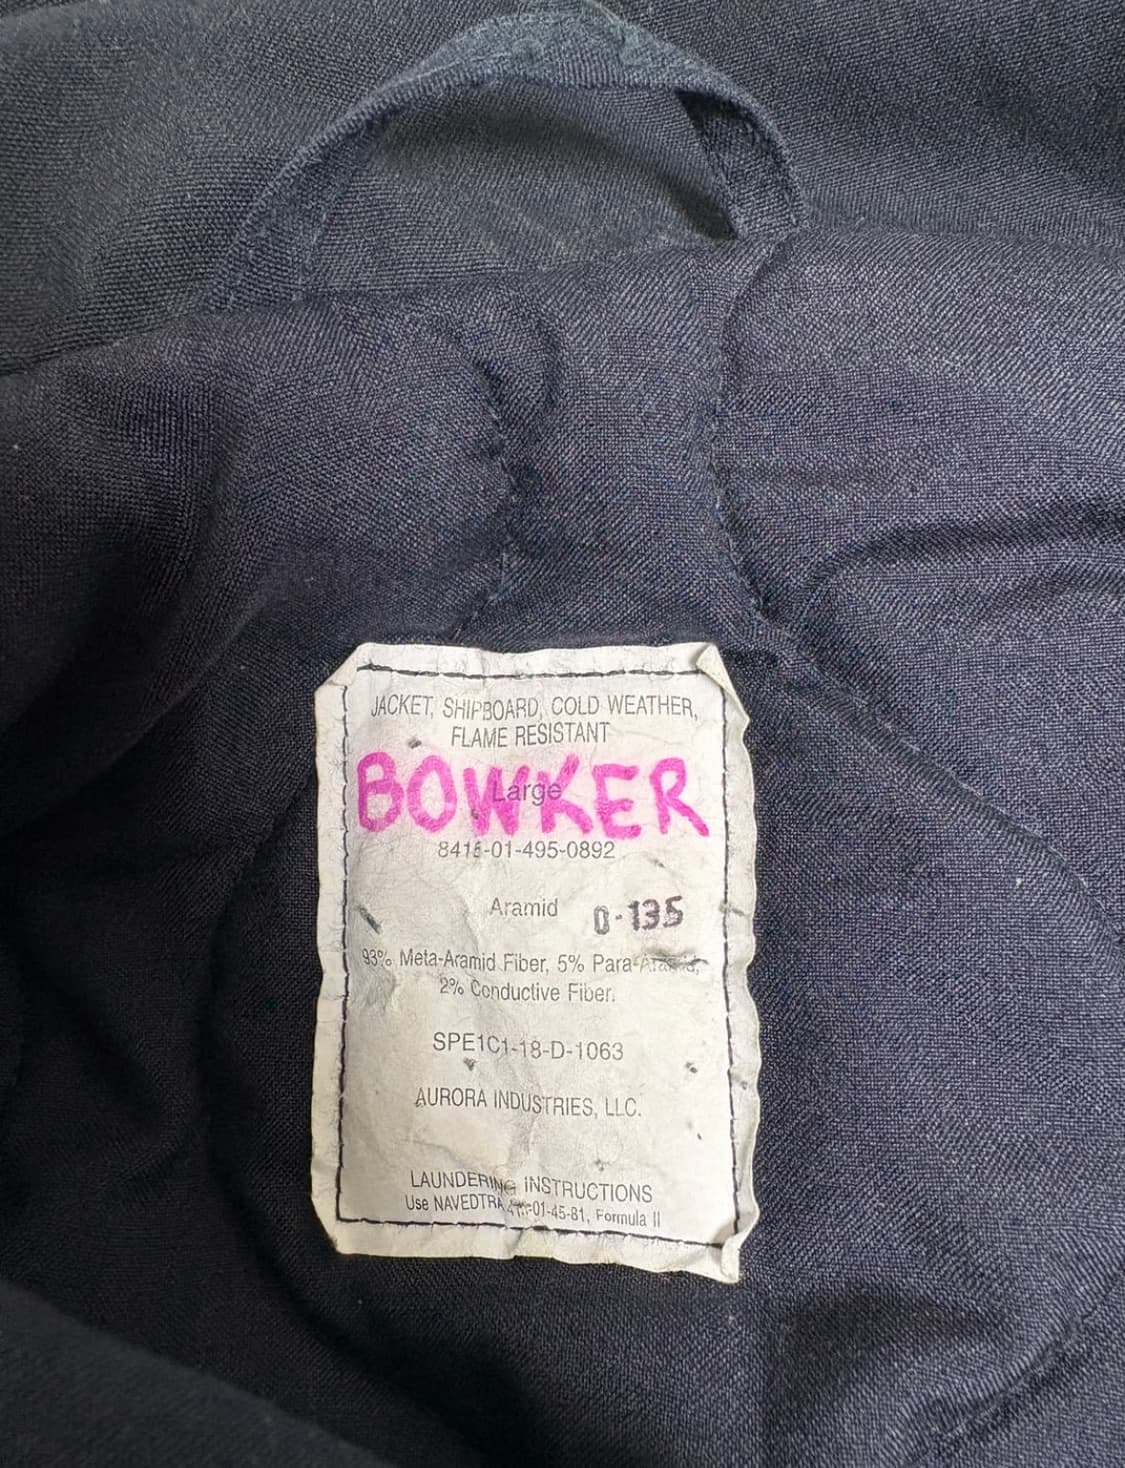 JACKET, SHIPBOARD, COLD WEATHER,
FLAME RESISTANT
BOWKER
Large
8415-01-495-0892
Aramid 0-135
93% Meta-Aramid Fiber, 5% Para-Aramid,
2% Conductive Fiber.
SPE1C1-18-D-1063
AURORA INDUSTRIES, LLC.
LAUNDERING INSTRUCTIONS
Use NAVEDTRA Formula II